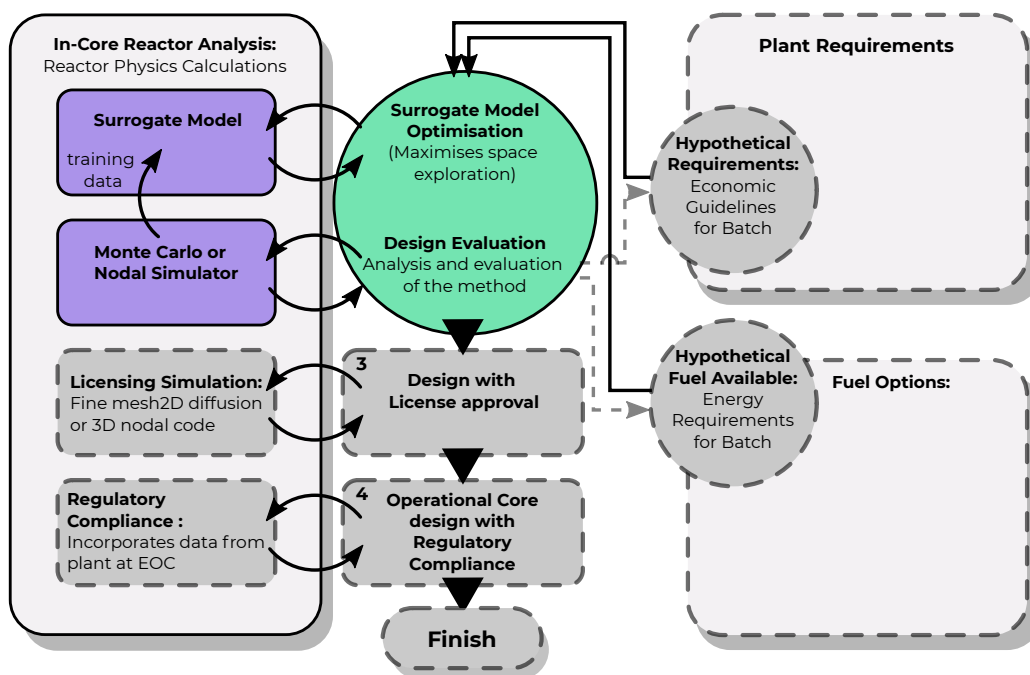 In-Core Reactor Analysis:
Reactor Physics Calculations
Surrogate Model
training
data
Monte Carlo or
Nodal Simulator
Licensing Simulation:
Fine mesh2D diffusion
or 3D nodal code
Regulatory
Compliance :
Incorporates data from
plant at EOC
Surrogate Model
Optimisation
(Maximises space
exploration)
Design Evaluation
Analysis and evaluation
of the method
3
Design with
License approval
4
Operational Core
design with
Regulatory
Compliance
Finish
Plant Requirements
Hypothetical
Requirements:
Economic
Guidelines
for Batch
Hypothetical
Fuel Available:
Energy
Requirements
for Batch
Fuel Options: